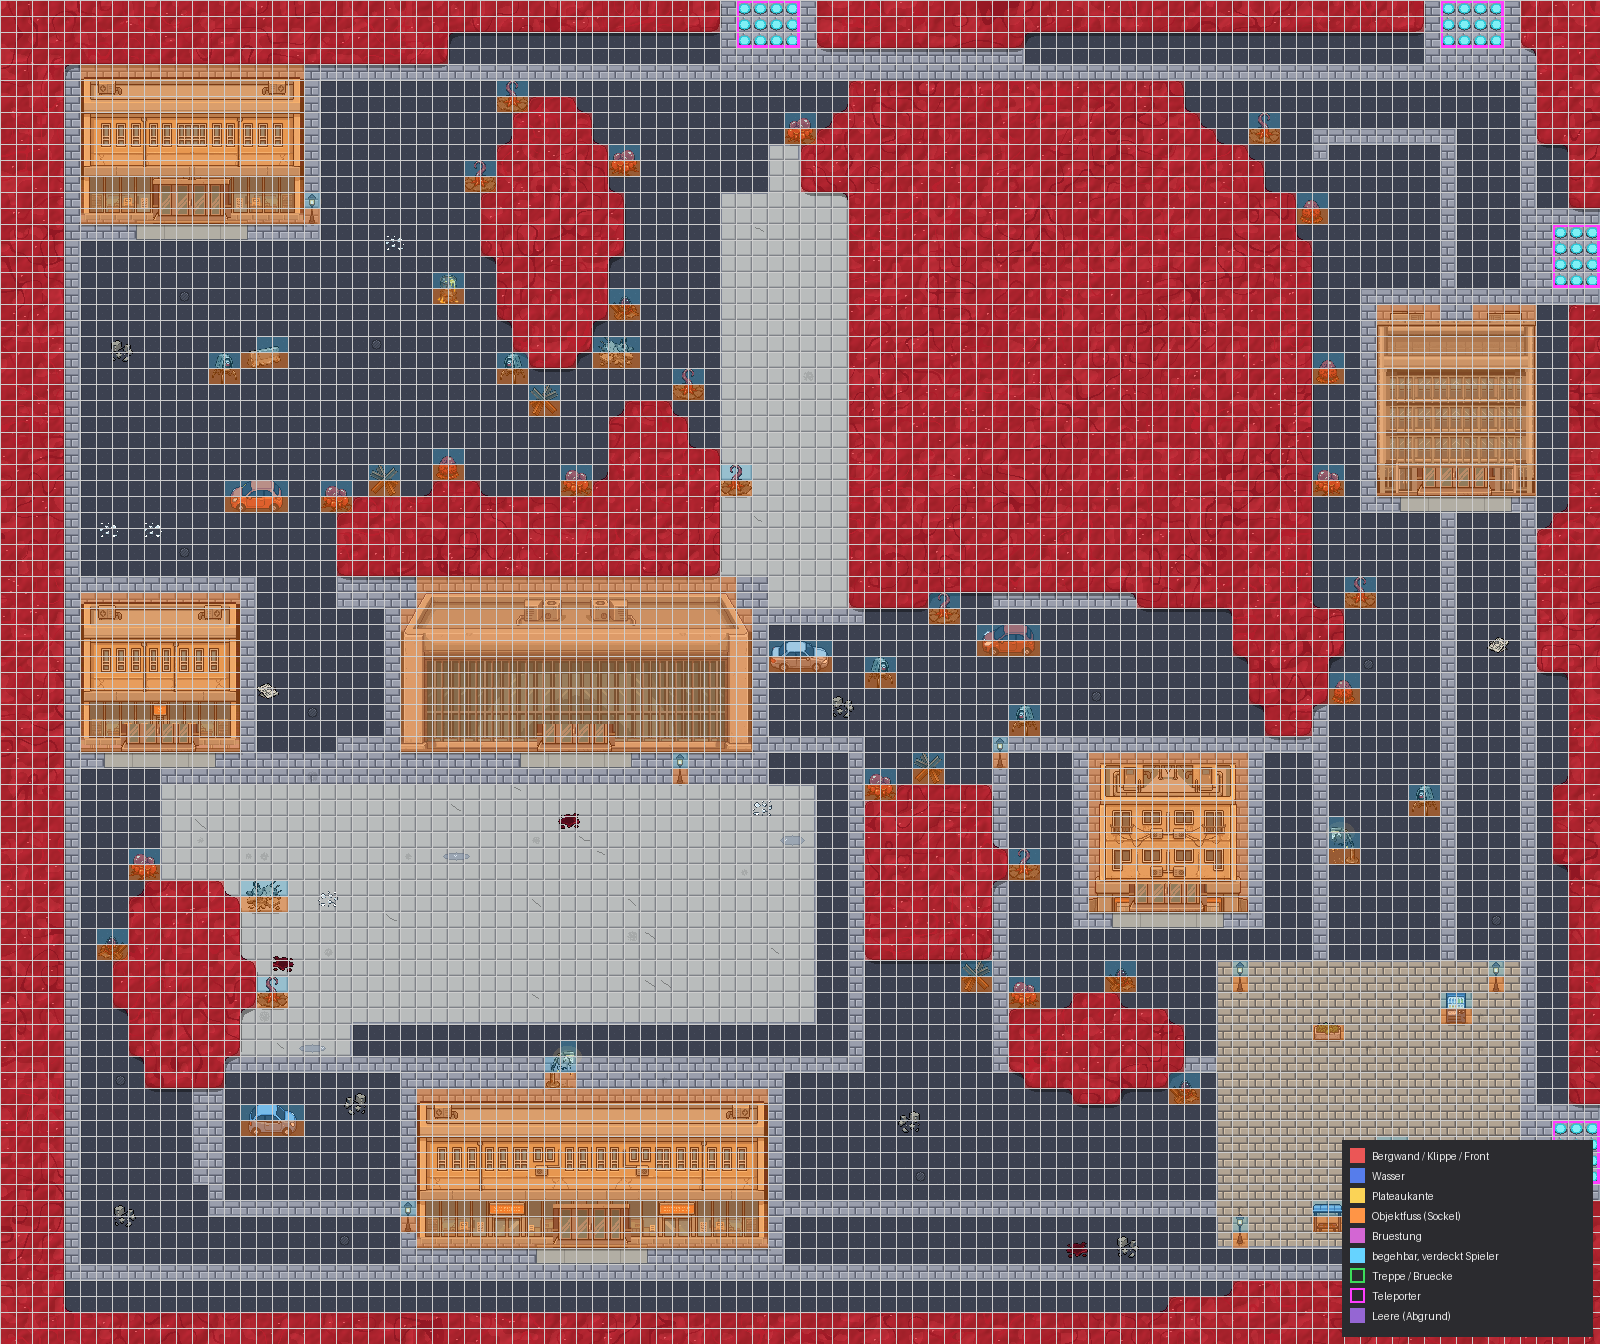 Bergwand / Klippe / Front
Wasser
Plateaukante
Objektfuss (Sockel)
Bruestung
begehbar, verdeckt Spieler
Treppe / Bruecke
Teleporter
Leere (Abgrund)